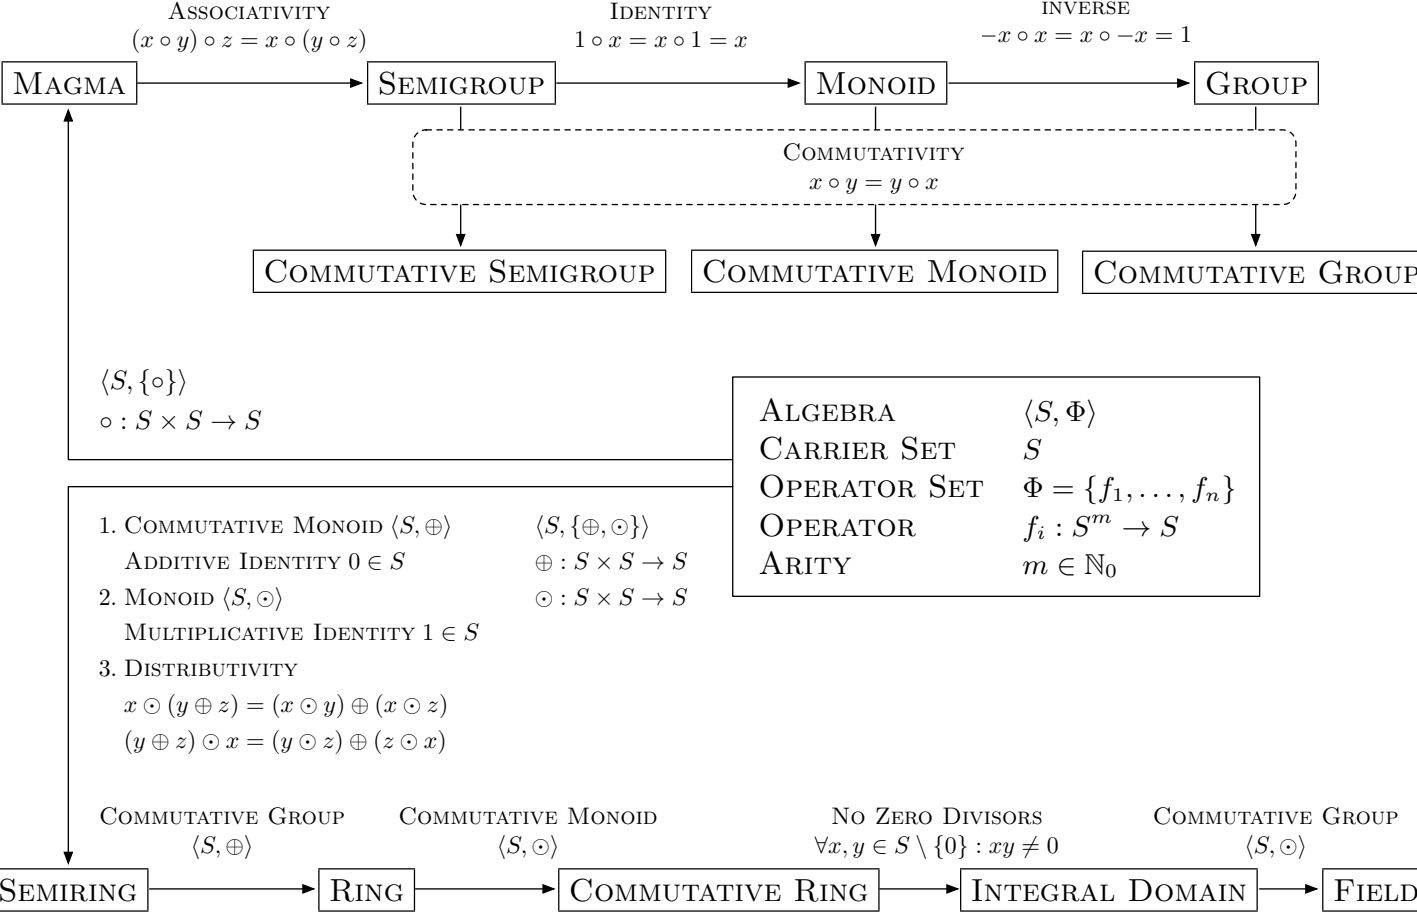 ASSOCIATIVITY
(x ∘ y) ∘ z = x ∘ (y ∘ z)
IDENTITY
1 ∘ x = x ∘ 1 = x
INVERSE
−x ∘ x = x ∘ −x = 1
MAGMA
SEMIGROUP
MONOID
GROUP
COMMUTATIVITY
x ∘ y = y ∘ x
COMMUTATIVE SEMIGROUP
COMMUTATIVE MONOID
COMMUTATIVE GROUP
⟨S, {∘}⟩
∘ : S × S → S
ALGEBRA ⟨S, Φ⟩
CARRIER SET S
OPERATOR SET Φ = {f₁, . . . , fₙ}
OPERATOR fᵢ : Sᵐ → S
ARITY m ∈ ℕ₀
1. COMMUTATIVE MONOID ⟨S, ⊕⟩
ADDITIVE IDENTITY 0 ∈ S
2. MONOID ⟨S, ⊙⟩
MULTIPLICATIVE IDENTITY 1 ∈ S
3. DISTRIBUTIVITY
x ⊙ (y ⊕ z) = (x ⊙ y) ⊕ (x ⊙ z)
(y ⊕ z) ⊙ x = (y ⊙ z) ⊕ (z ⊙ x)
⟨S, {⊕, ⊙}⟩
⊕ : S × S → S
⊙ : S × S → S
COMMUTATIVE GROUP
⟨S, ⊕⟩
COMMUTATIVE MONOID
⟨S, ⊙⟩
NO ZERO DIVISORS
∀x, y ∈ S \ {0} : xy ≠ 0
COMMUTATIVE GROUP
⟨S, ⊙⟩
SEMIRING
RING
COMMUTATIVE RING
INTEGRAL DOMAIN
FIELD